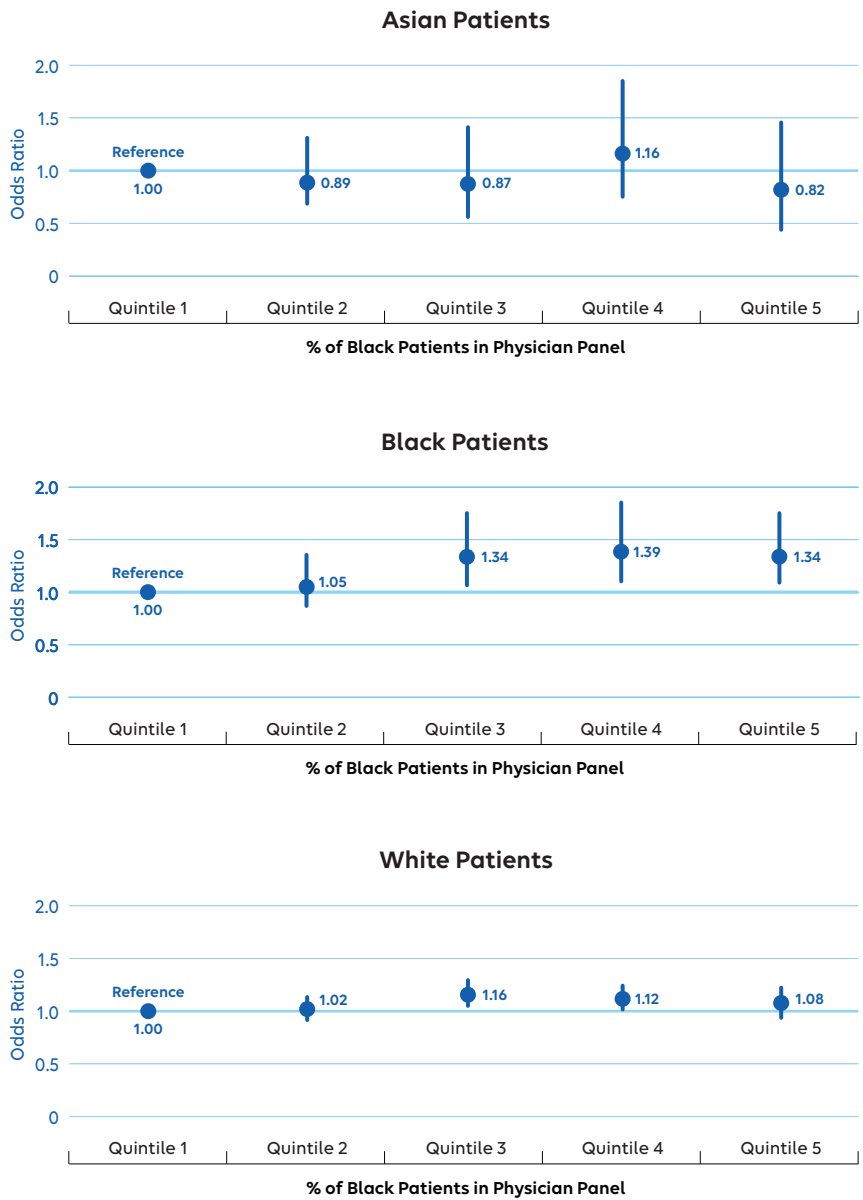 Asian Patients
Odds Ratio
2.0
1.5
1.0
0.5
0
Reference
1.00
0.89
0.87
1.16
0.82
Quintile 1
Quintile 2
Quintile 3
Quintile 4
Quintile 5
% of Black Patients in Physician Panel
Black Patients
Odds Ratio
2.0
1.5
1.0
0.5
0
Reference
1.00
1.05
1.34
1.39
1.34
Quintile 1
Quintile 2
Quintile 3
Quintile 4
Quintile 5
% of Black Patients in Physician Panel
White Patients
Odds Ratio
2.0
1.5
1.0
0.5
0
Reference
1.00
1.02
1.16
1.12
1.08
Quintile 1
Quintile 2
Quintile 3
Quintile 4
Quintile 5
% of Black Patients in Physician Panel